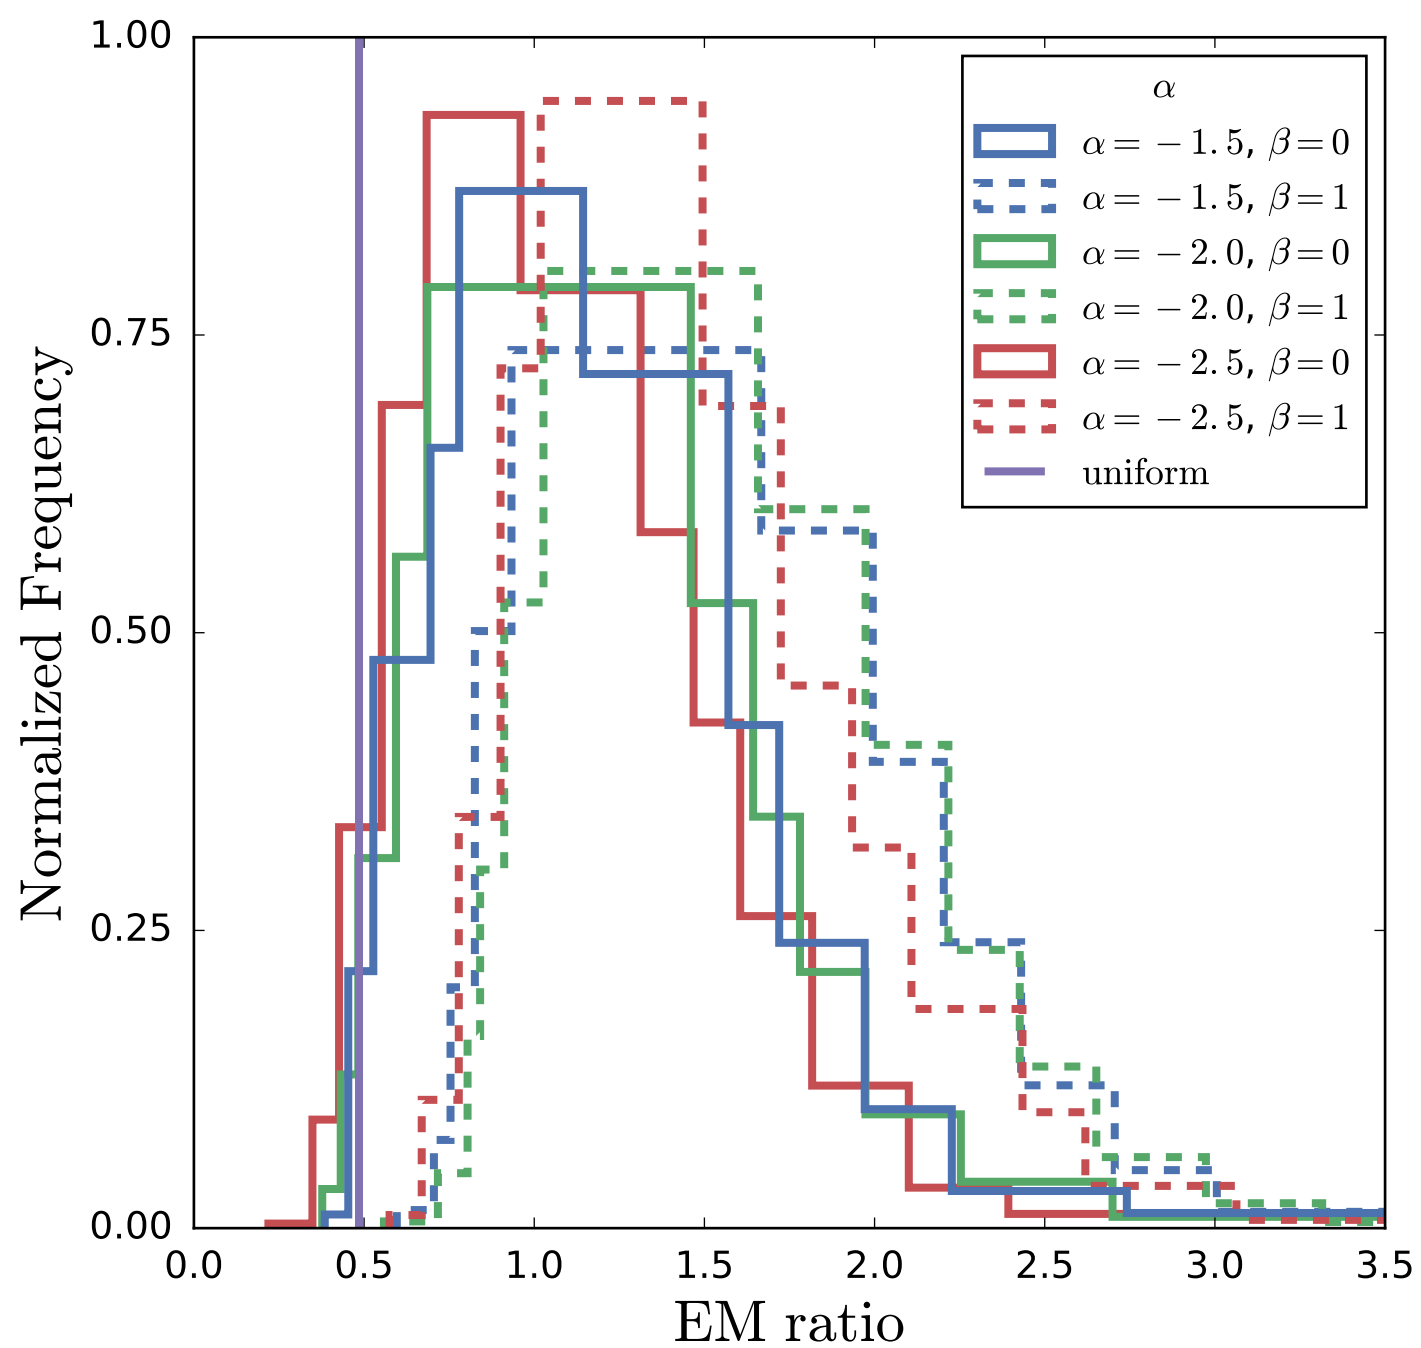 1.00
0.75
0.50
0.25
0.00
Normalized Frequency
0.0 0.5 1.0 1.5 2.0 2.5 3.0 3.5
EM ratio
α
α = −1.5, β = 0
α = −1.5, β = 1
α = −2.0, β = 0
α = −2.0, β = 1
α = −2.5, β = 0
α = −2.5, β = 1
uniform